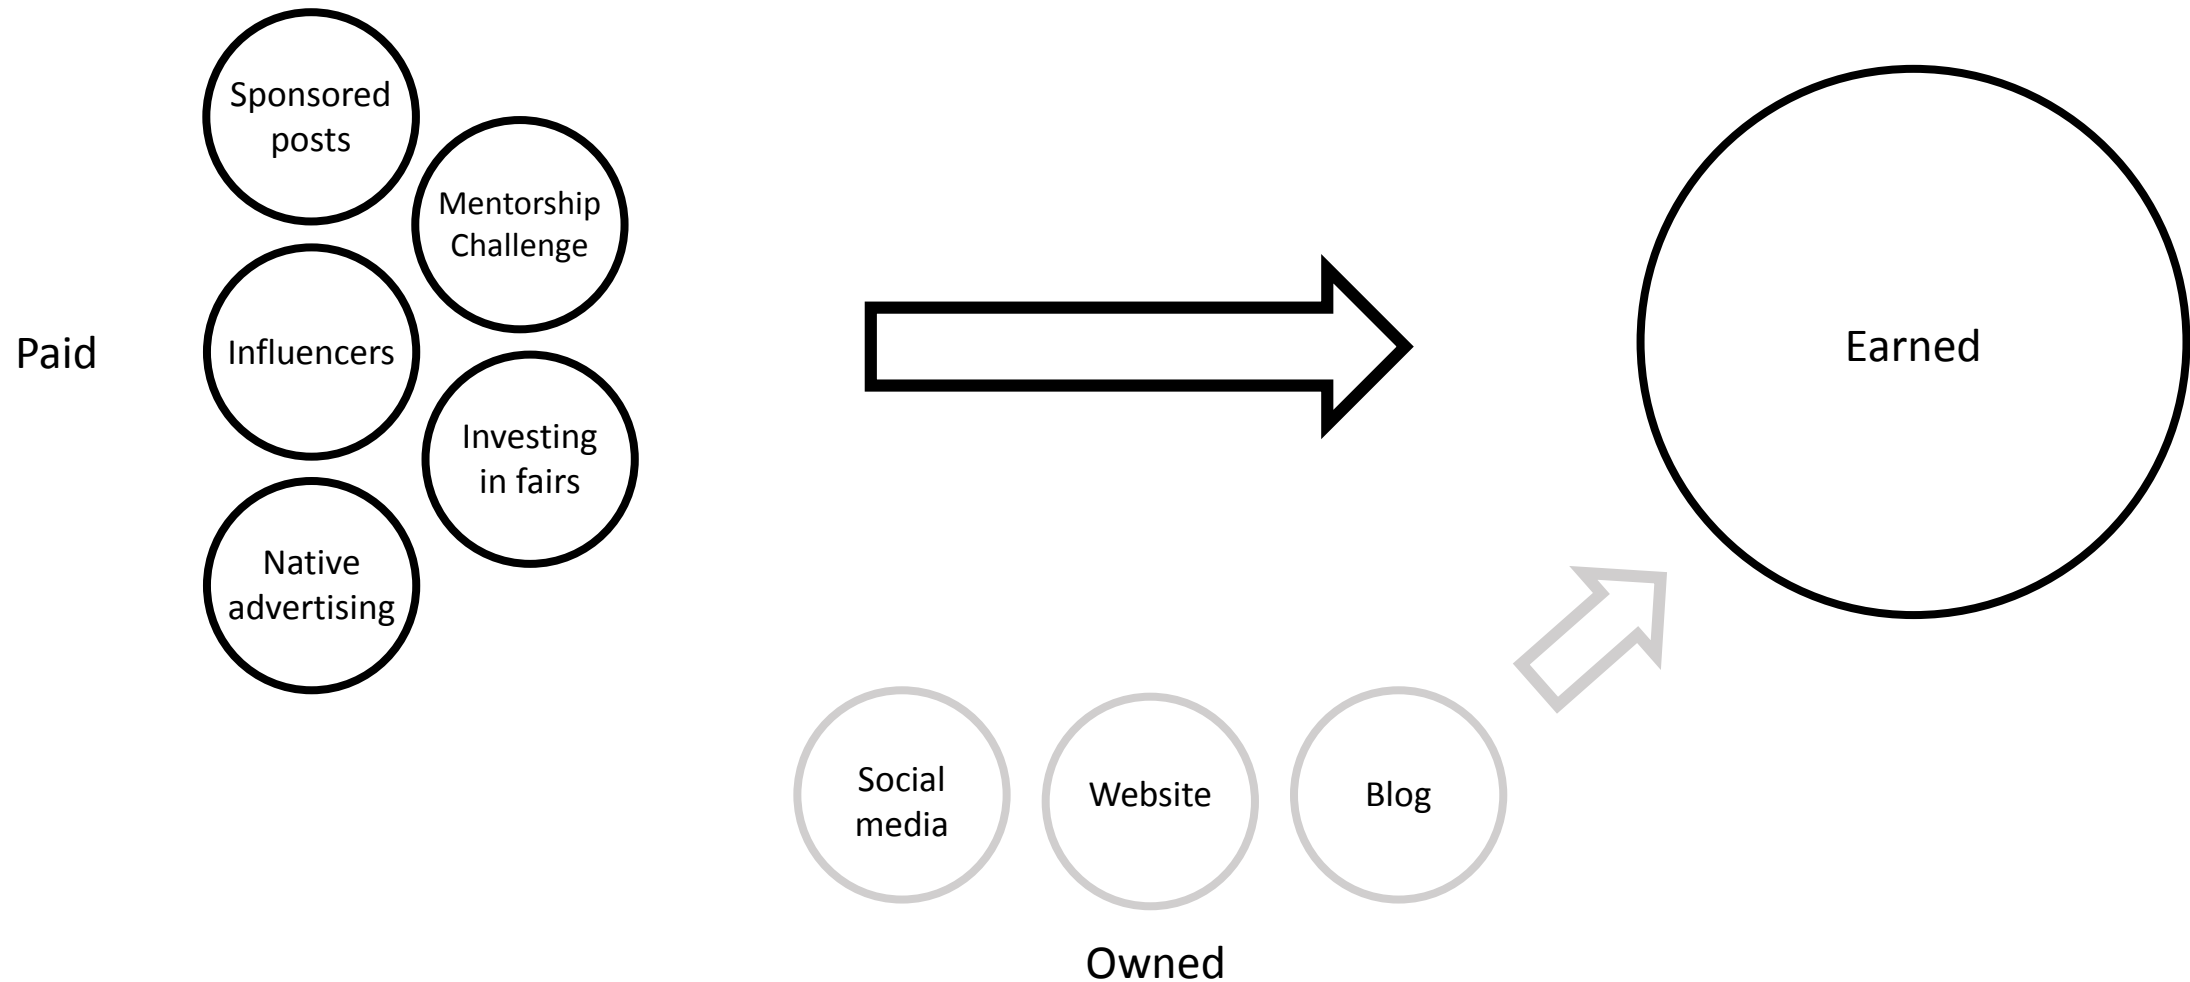 Sponsored
posts
Mentorship
Challenge
Paid
Influencers
Investing
in fairs
Native
advertising
Earned
Social
media
Website
Blog
Owned